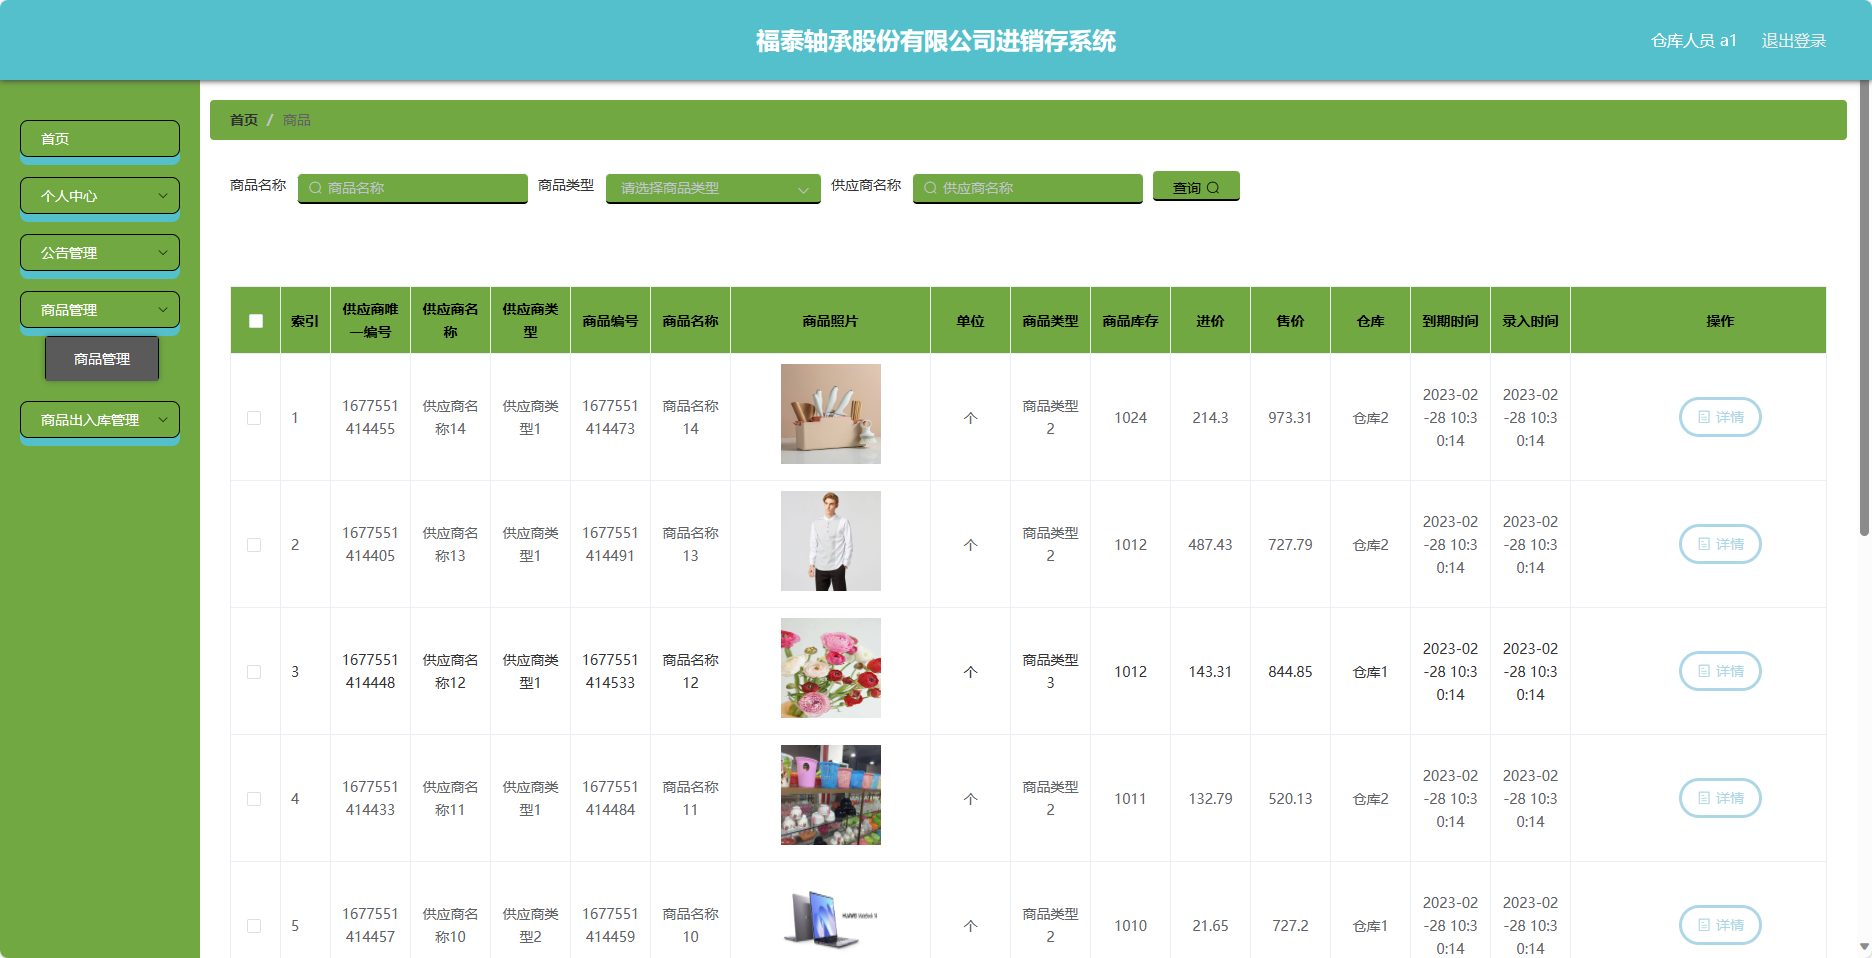 福泰轴承股份有限公司进销存系统
仓库人员 a1 退出登录
首页
个人中心
公告管理
商品管理
商品管理
商品出入库管理
首页 / 商品
商品名称 商品名称 商品类型 请选择商品类型 供应商名称 供应商名称 查询
索引 供应商唯一编号 供应商名称 供应商类型 商品编号 商品名称 商品照片 单位 商品类型 商品库存 进价 售价 仓库 到期时间 录入时间 操作
1 1677551414455 供应商名称14 供应商类型1 1677551414473 商品名称14 个 商品类型2 1024 214.3 973.31 仓库2 2023-02-28 10:30:14 2023-02-28 10:30:14 详情
2 1677551414405 供应商名称13 供应商类型1 1677551414491 商品名称13 个 商品类型2 1012 487.43 727.79 仓库2 2023-02-28 10:30:14 2023-02-28 10:30:14 详情
3 1677551414448 供应商名称12 供应商类型1 1677551414533 商品名称12 个 商品类型3 1012 143.31 844.85 仓库1 2023-02-28 10:30:14 2023-02-28 10:30:14 详情
4 1677551414433 供应商名称11 供应商类型1 1677551414484 商品名称11 个 商品类型2 1011 132.79 520.13 仓库2 2023-02-28 10:30:14 2023-02-28 10:30:14 详情
5 1677551414457 供应商名称10 供应商类型2 1677551414459 商品名称10 个 商品类型2 1010 21.65 727.2 仓库1 2023-02-28 10:30:14 2023-02-28 10:30:14 详情